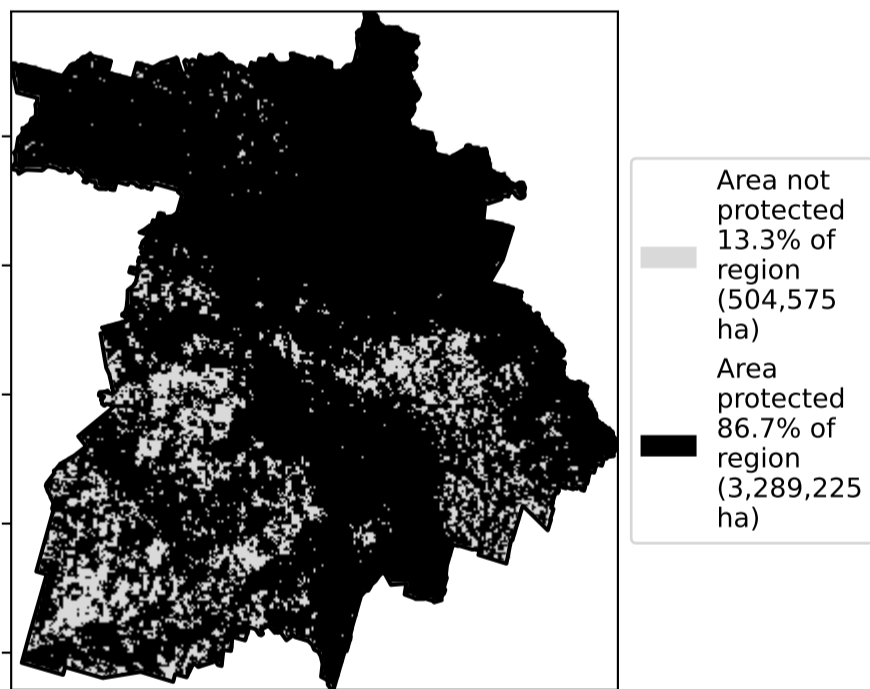 Area not
protected
13.3% of
region
(504,575
ha)
Area
protected
86.7% of
region
(3,289,225
ha)